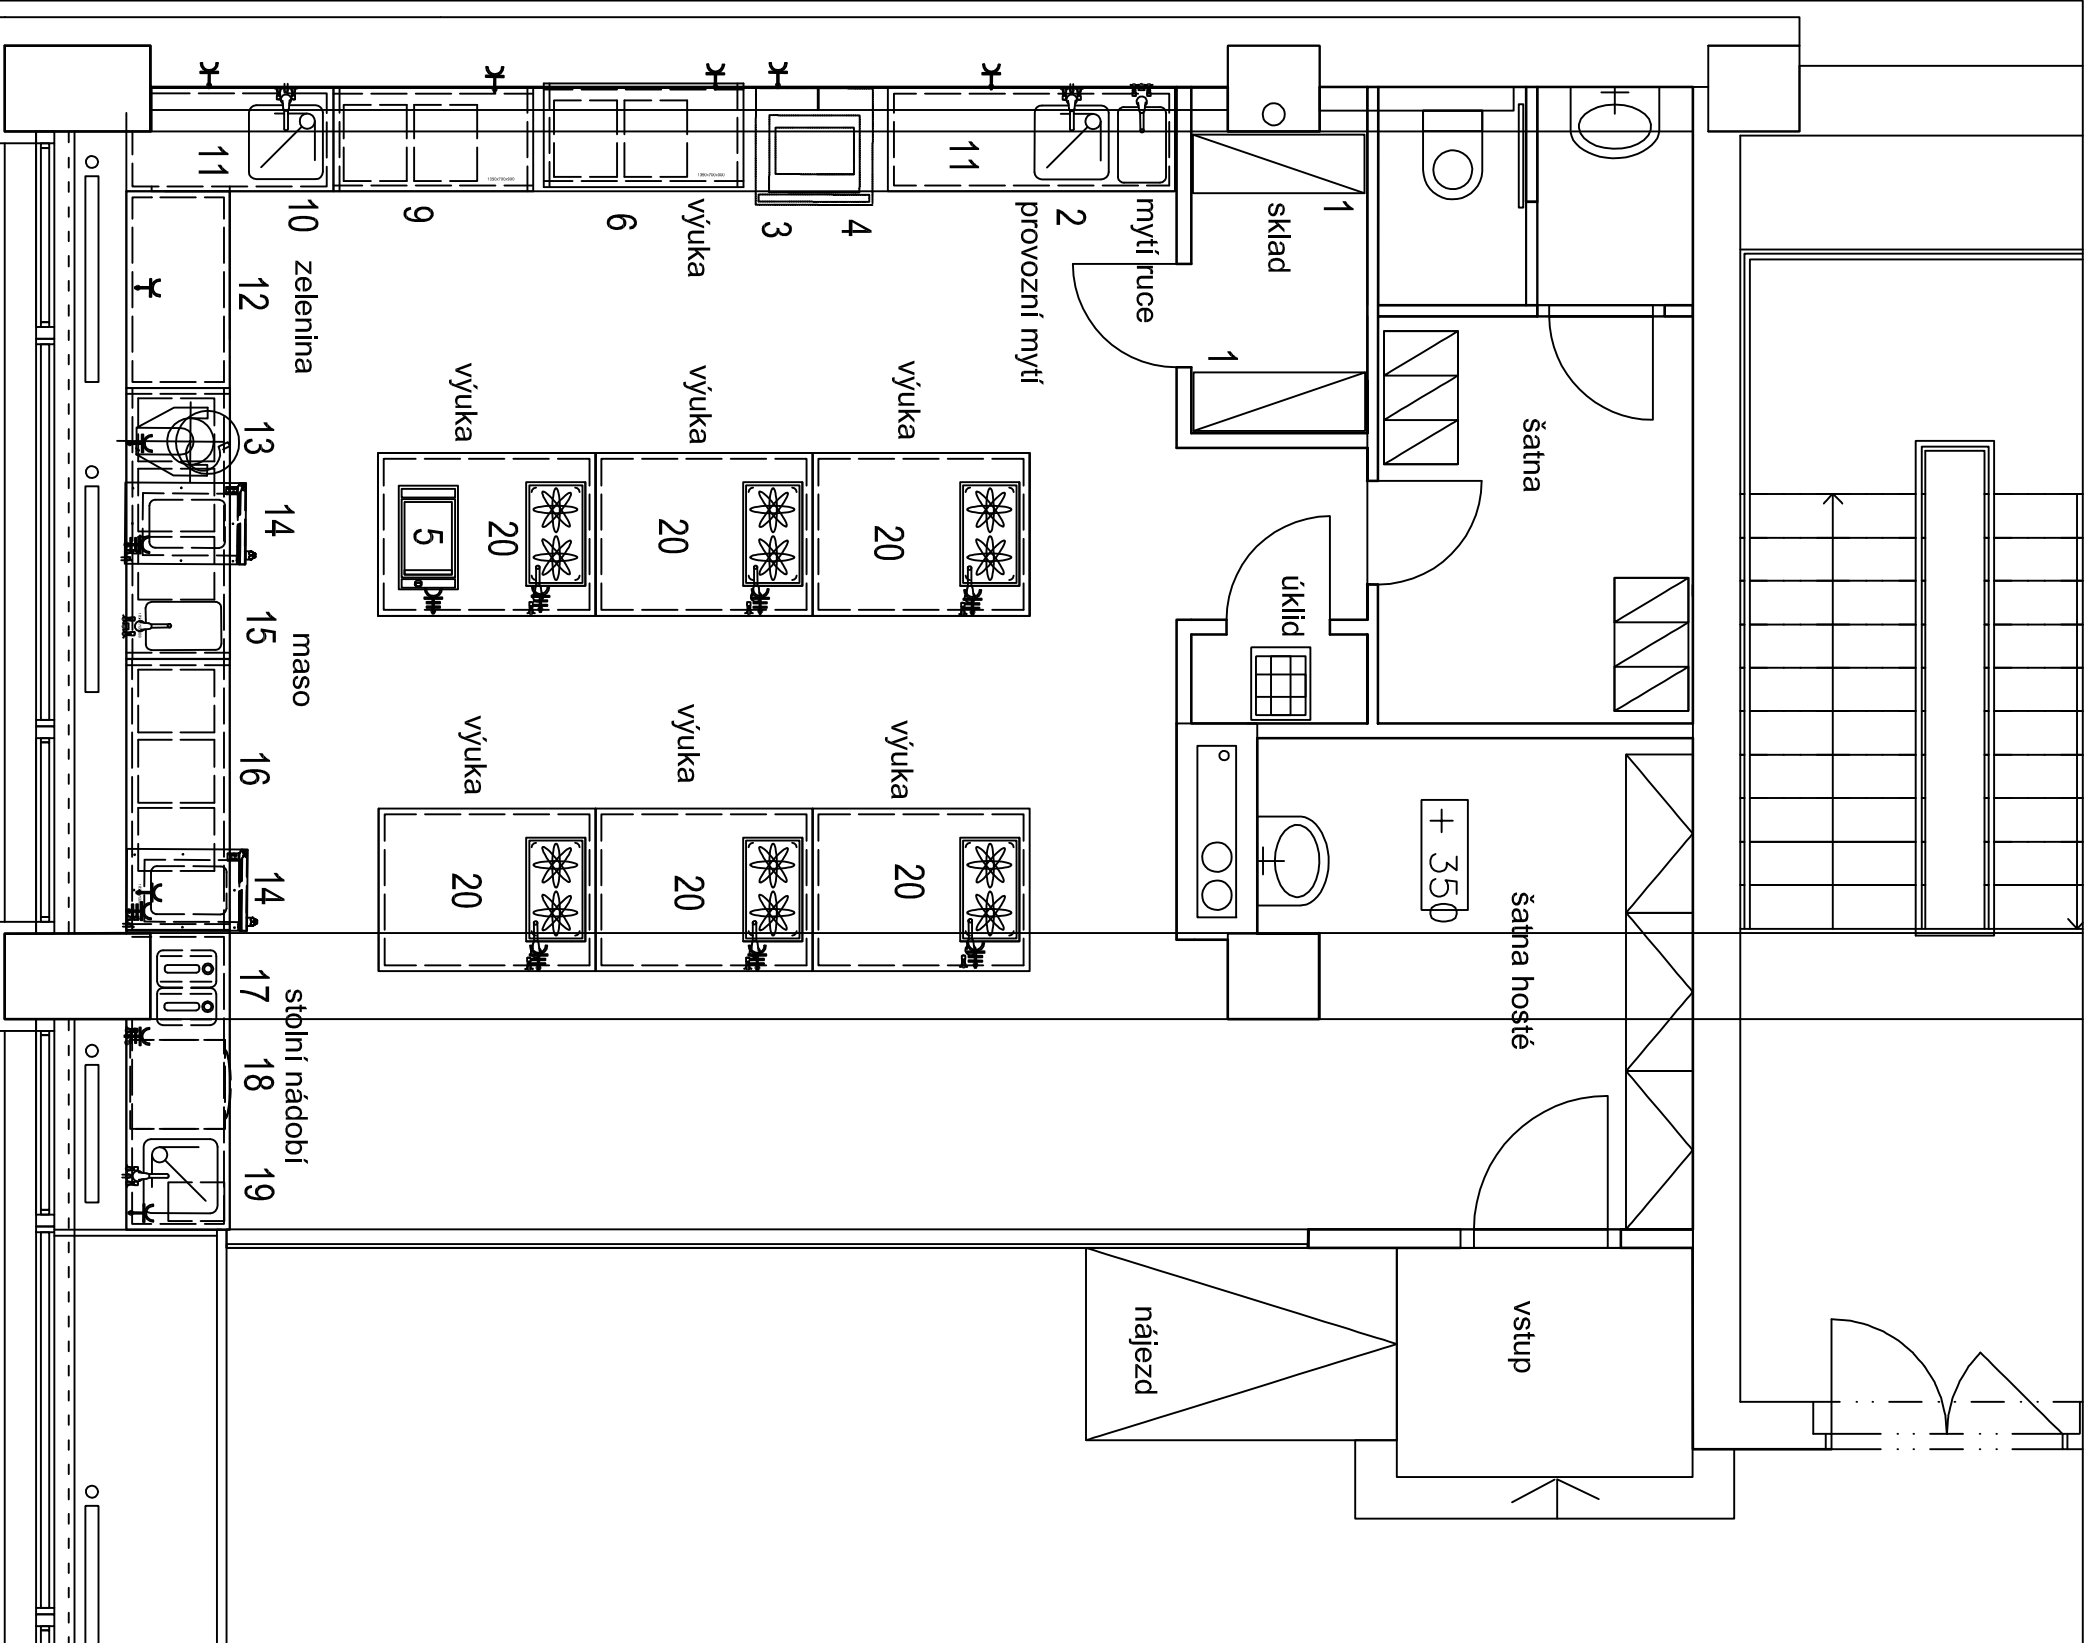 šatna
šatna hosté
+ 350
vstup
sklad
1
1
úklid
nájezd
mytí ruce
provozní mytí
2
11
4
3
výuka
6
9
10
11
výuka
výuka
výuka
20
20
20
5
výuka
výuka
výuka
20
20
20
zelenina
12
13
14
15
maso
16
14
17
stolní nádobí
18
19